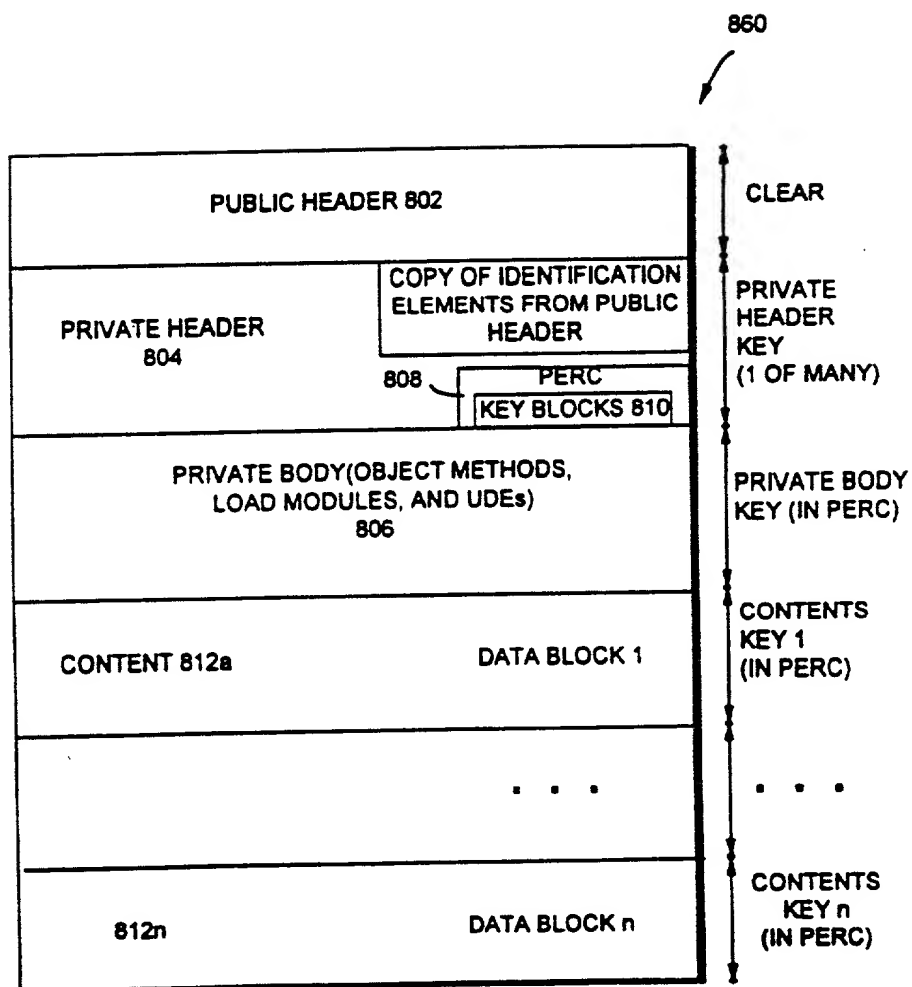 860
PUBLIC HEADER 802
CLEAR
COPY OF IDENTIFICATION
ELEMENTS FROM PUBLIC
HEADER
PRIVATE HEADER
804
PRIVATE
HEADER
KEY
(1 OF MANY)
808
PERC
KEY BLOCKS 810
PRIVATE BODY(OBJECT METHODS,
LOAD MODULES, AND UDEs)
806
PRIVATE BODY
KEY (IN PERC)
CONTENT 812a
DATA BLOCK 1
CONTENTS
KEY 1
(IN PERC)
. . .
. . .
812n
DATA BLOCK n
CONTENTS
KEY n
(IN PERC)